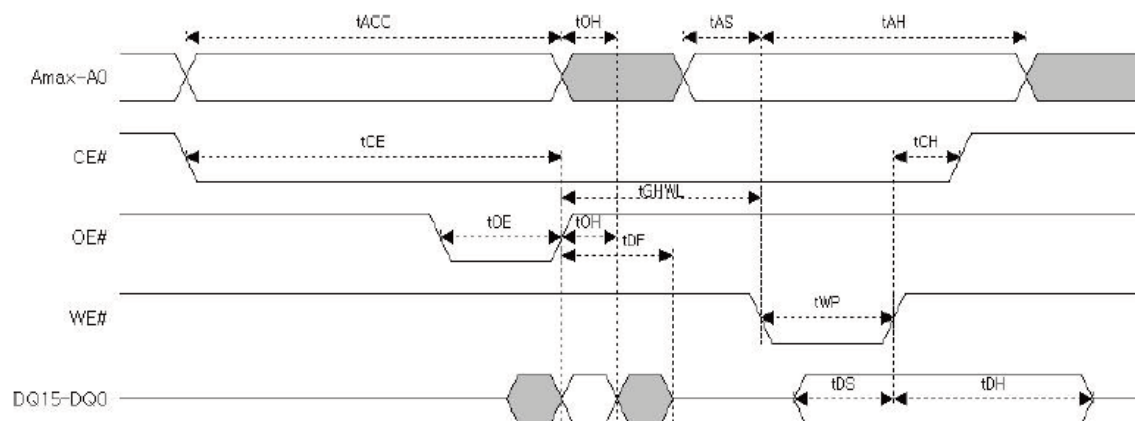 tACC tOH tAS tAH
Amax-A0
tCE tCH
CE#
tGHWL
tOE tOH tDF
OE#
tWP
WE#
tDS tDH
DQ15-DQ0